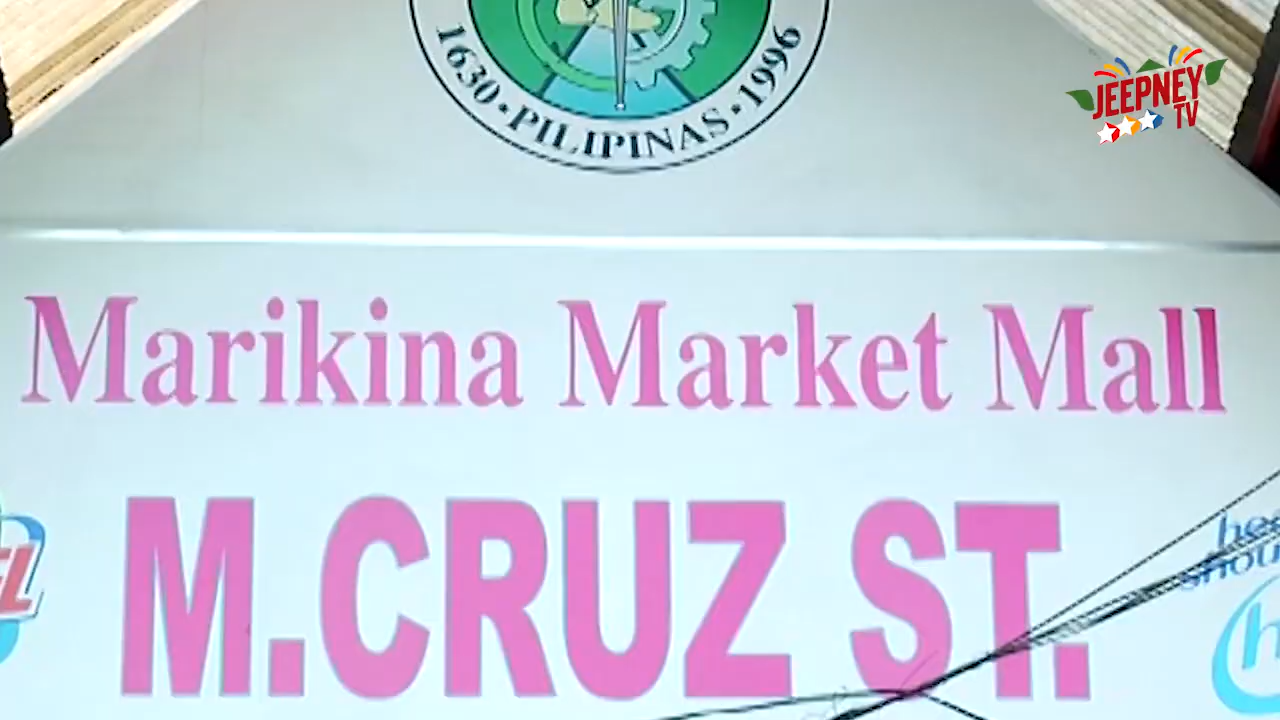 1630 • PILIPINAS • 1996
JEEPNEY
TV
Marikina Market Mall
M.CRUZ ST.